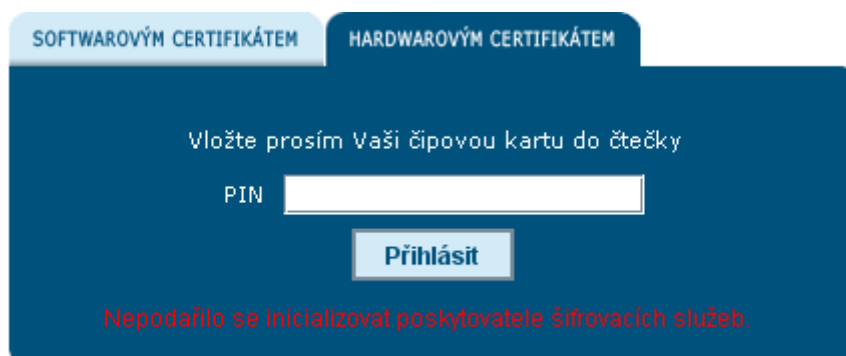 SOFTWAROVÝM CERTIFIKÁTEM
HARDWAROVÝM CERTIFIKÁTEM
Vložte prosím Vaši čipovou kartu do čtečky
PIN
Přihlásit
Nepodařilo se inicializovat poskytovatele šifrovacích služeb.